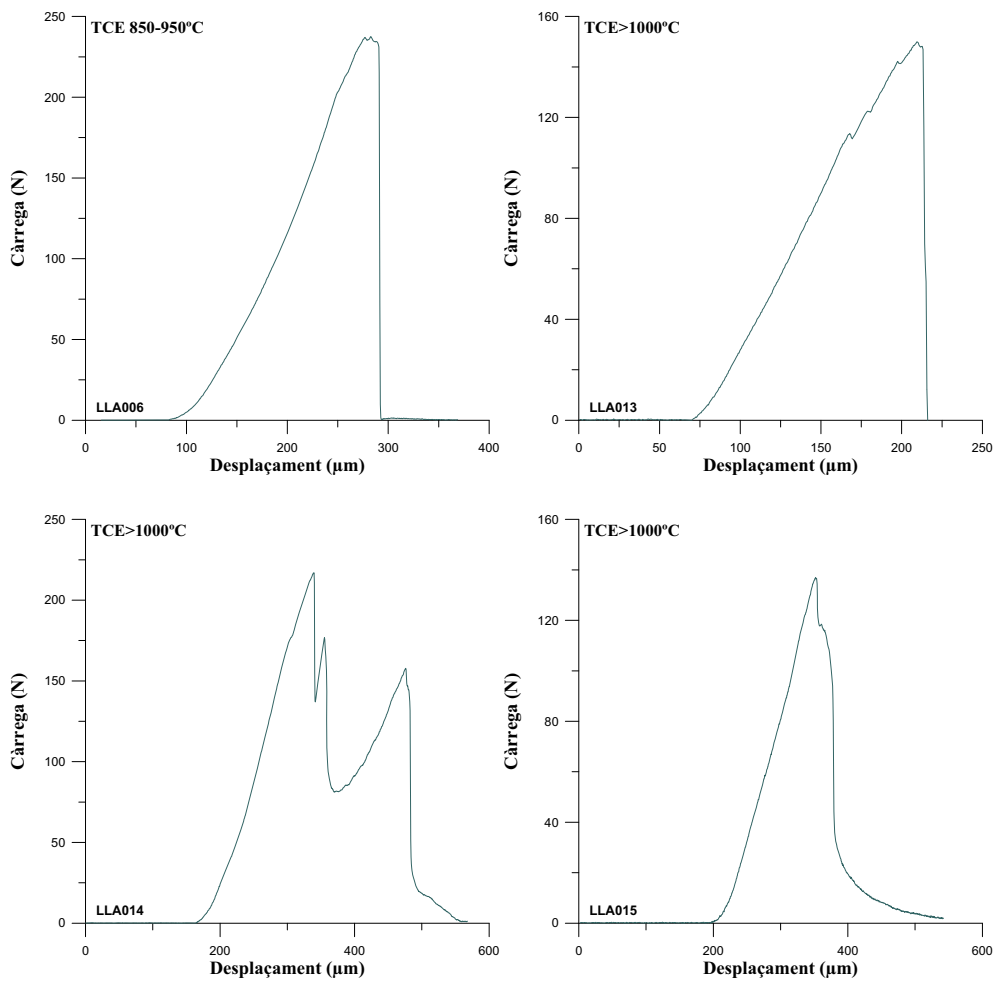 TCE 850-950ºC
250
200
150
100
50
0
Càrrega (N)
LLA006
0 100 200 300 400
Desplaçament (µm)
TCE>1000ºC
160
120
80
40
0
Càrrega (N)
LLA013
0 50 100 150 200 250
Desplaçament (µm)
TCE>1000ºC
250
200
150
100
50
0
Càrrega (N)
LLA014
0 200 400 600
Desplaçament (µm)
TCE>1000ºC
160
120
80
40
0
Càrrega (N)
LLA015
0 200 400 600
Desplaçament (µm)